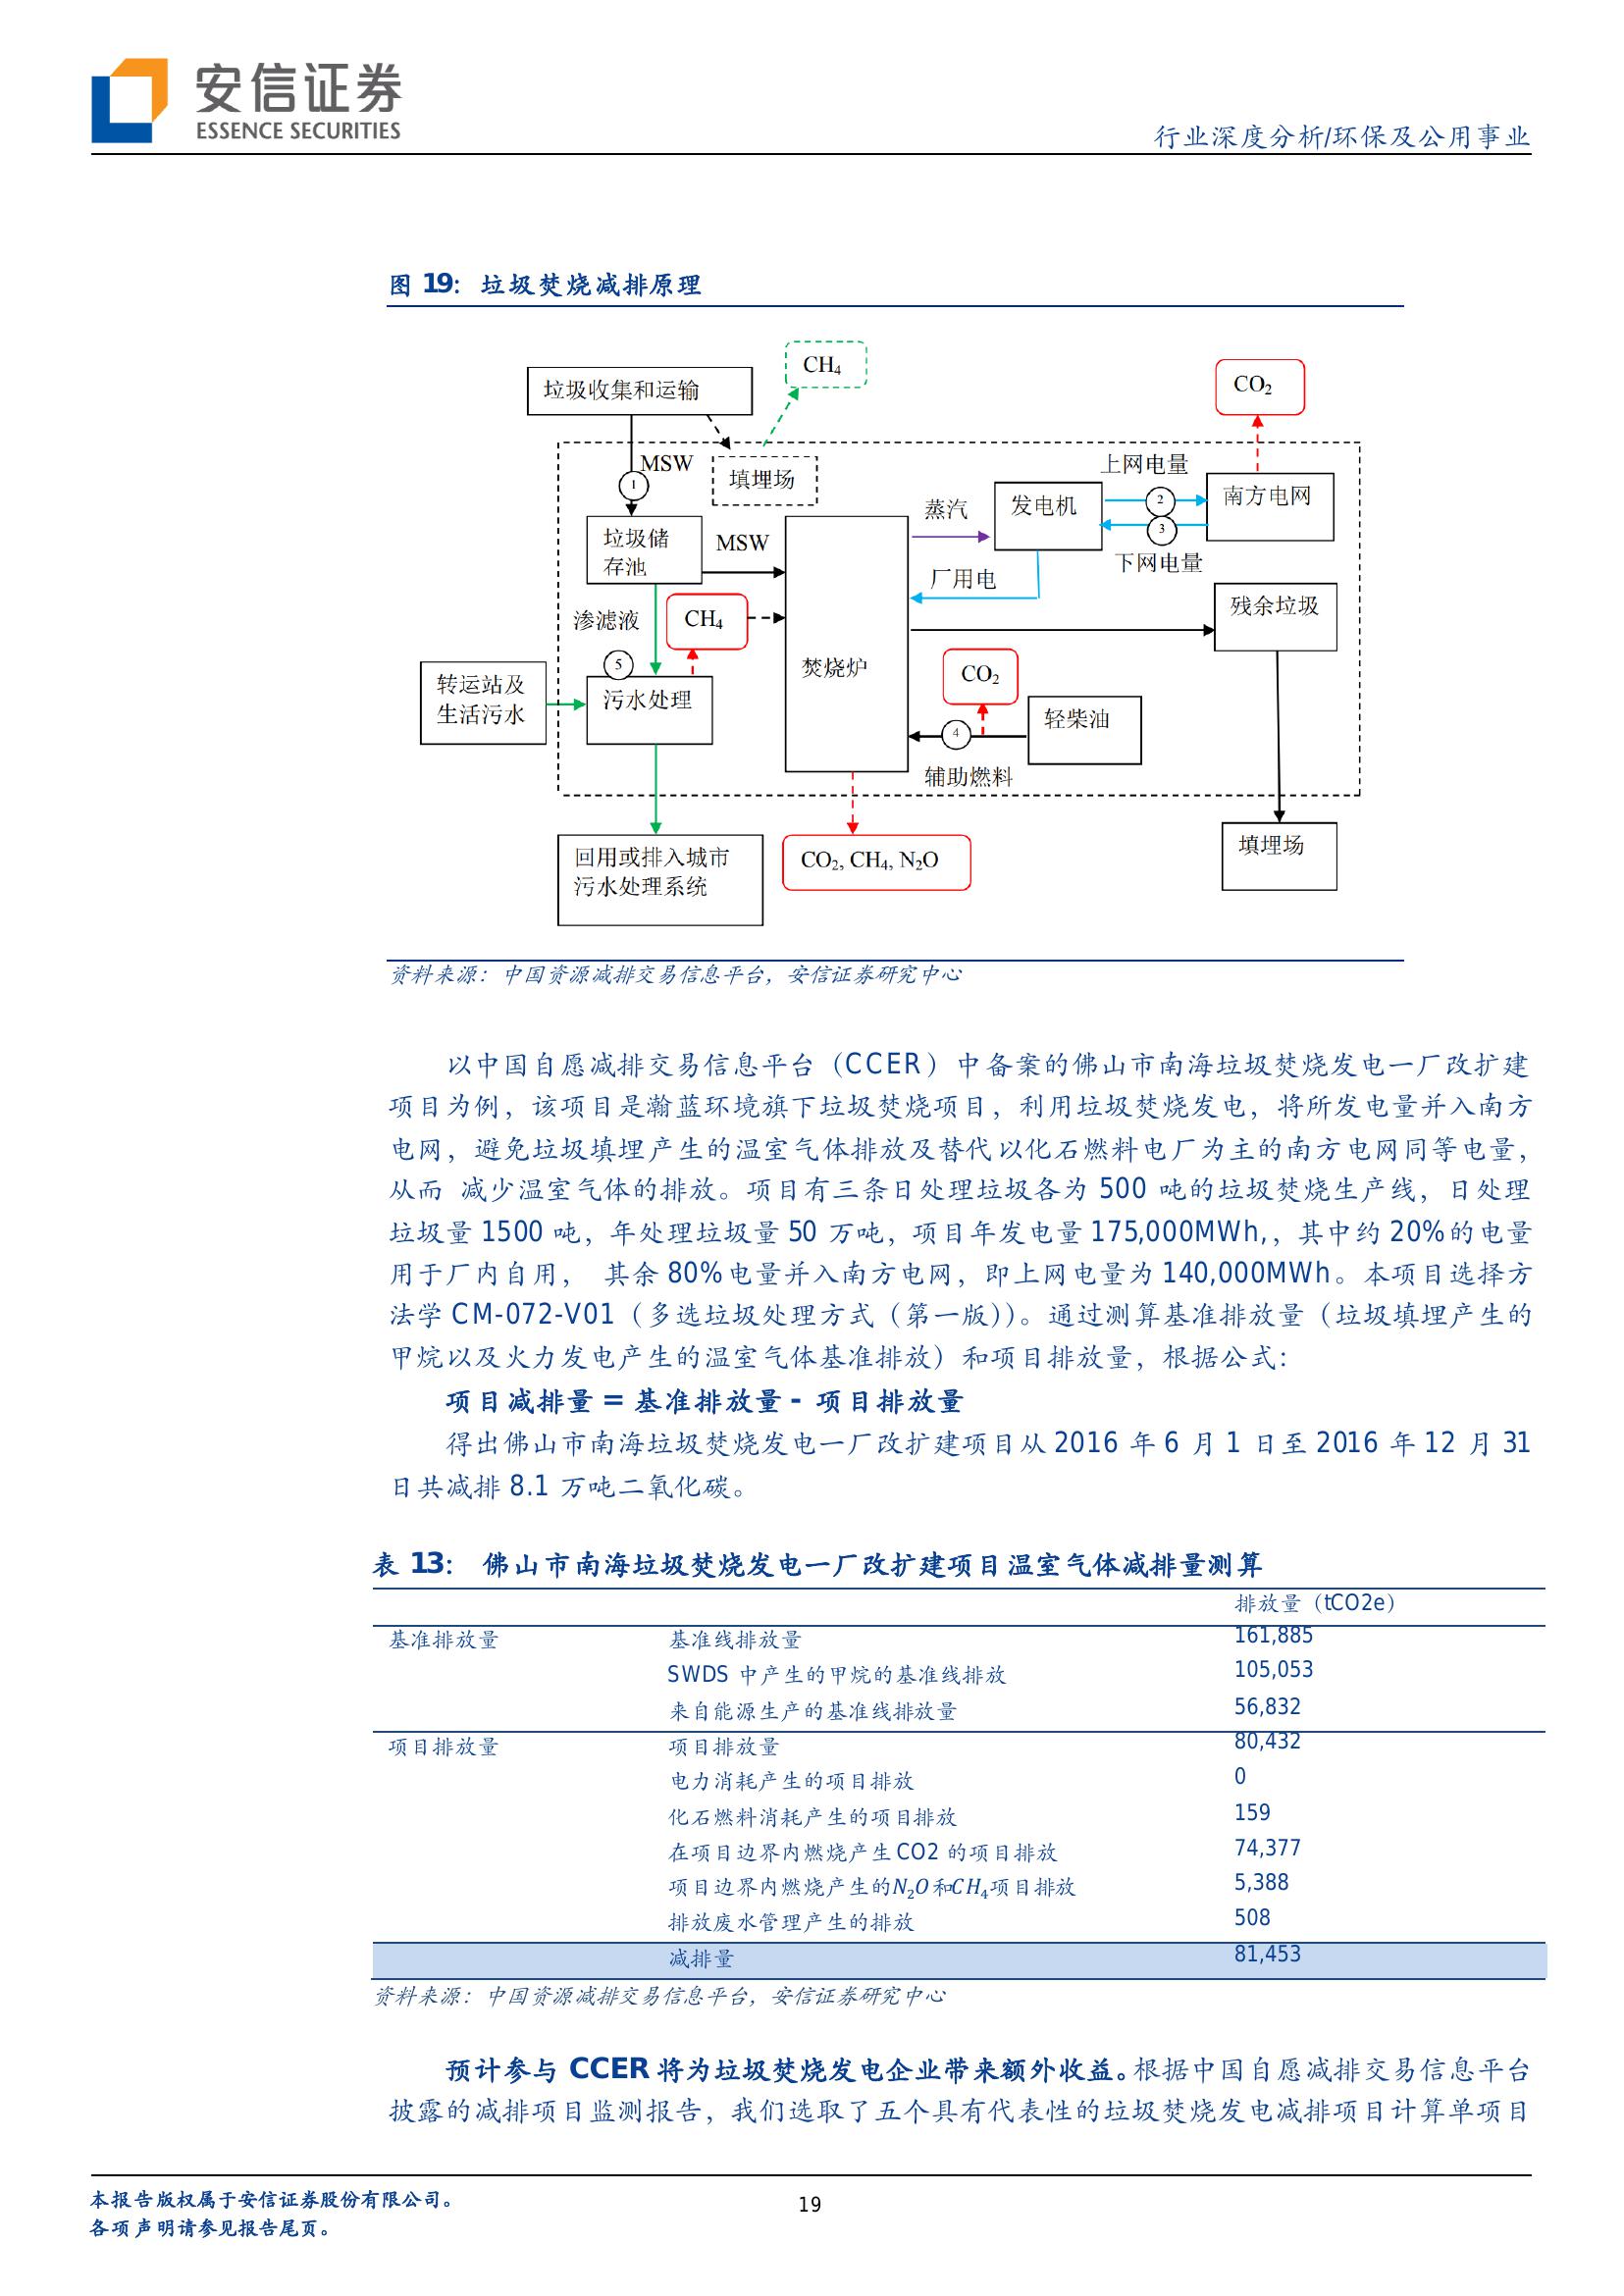 安信证券
ESSENCE SECURITIES
行业深度分析/环保及公用事业
图 19： 垃圾焚烧减排原理
CH₄
CO₂
垃圾收集和运输
MSW
1
填埋场
上网电量
蒸汽
发电机
2
南方电网
3
下网电量
垃圾储
存池
MSW
厂用电
残余垃圾
渗滤液
CH₄
焚烧炉
5
CO₂
转运站及
生活污水
污水处理
轻柴油
4
辅助燃料
回用或排入城市
污水处理系统
CO₂, CH₄, N₂O
填埋场
资料来源：中国资源减排交易信息平台，安信证券研究中心
以中国自愿减排交易信息平台（CCER）中备案的佛山市南海垃圾焚烧发电一厂改扩建
项目为例，该项目是瀚蓝环境旗下垃圾焚烧项目，利用垃圾焚烧发电，将所发电量并入南方
电网，避免垃圾填埋产生的温室气体排放及替代以化石燃料电厂为主的南方电网同等电量，
从而 减少温室气体的排放。项目有三条日处理垃圾各为 500 吨的垃圾焚烧生产线，日处理
垃圾量 1500 吨，年处理垃圾量 50 万吨，项目年发电量 175,000MWh,，其中约 20%的电量
用于厂内自用， 其余 80%电量并入南方电网，即上网电量为 140,000MWh。本项目选择方
法学 CM-072-V01（多选垃圾处理方式（第一版））。通过测算基准排放量（垃圾填埋产生的
甲烷以及火力发电产生的温室气体基准排放）和项目排放量，根据公式：
项目减排量 = 基准排放量 - 项目排放量
得出佛山市南海垃圾焚烧发电一厂改扩建项目从 2016 年 6 月 1 日至 2016 年 12 月 31
日共减排 8.1 万吨二氧化碳。
表 13： 佛山市南海垃圾焚烧发电一厂改扩建项目温室气体减排量测算
排放量（tCO2e）
基准排放量 基准线排放量 161,885
SWDS 中产生的甲烷的基准线排放 105,053
来自能源生产的基准线排放量 56,832
项目排放量 项目排放量 80,432
电力消耗产生的项目排放 0
化石燃料消耗产生的项目排放 159
在项目边界内燃烧产生 CO2 的项目排放 74,377
项目边界内燃烧产生的N₂O和CH₄项目排放 5,388
排放废水管理产生的排放 508
减排量 81,453
资料来源：中国资源减排交易信息平台，安信证券研究中心
预计参与 CCER 将为垃圾焚烧发电企业带来额外收益。根据中国自愿减排交易信息平台
披露的减排项目监测报告，我们选取了五个具有代表性的垃圾焚烧发电减排项目计算单项目
本报告版权属于安信证券股份有限公司。
19
各项声明请参见报告尾页。